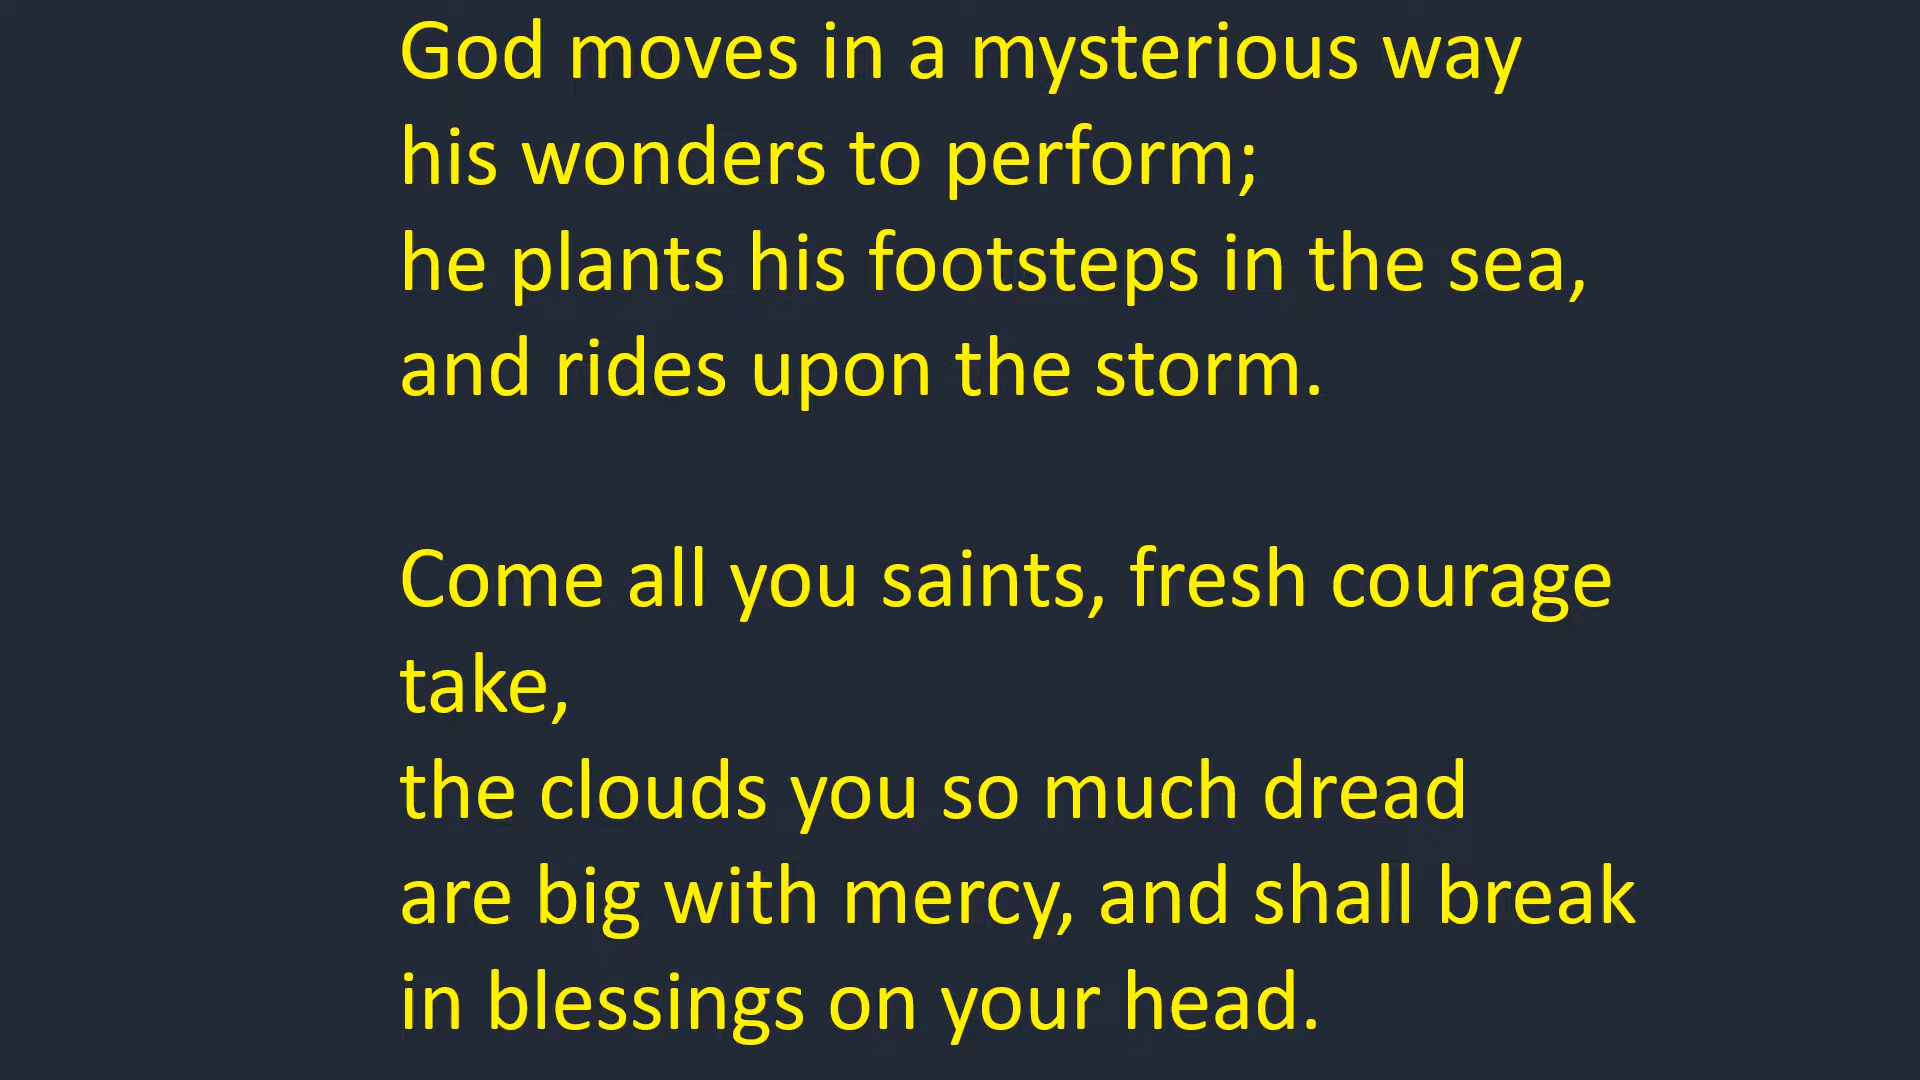 God moves in a mysterious way
his wonders to perform;
he plants his footsteps in the sea,
and rides upon the storm.
Come all you saints, fresh courage
take,
the clouds you so much dread
are big with mercy, and shall break
in blessings on your head.